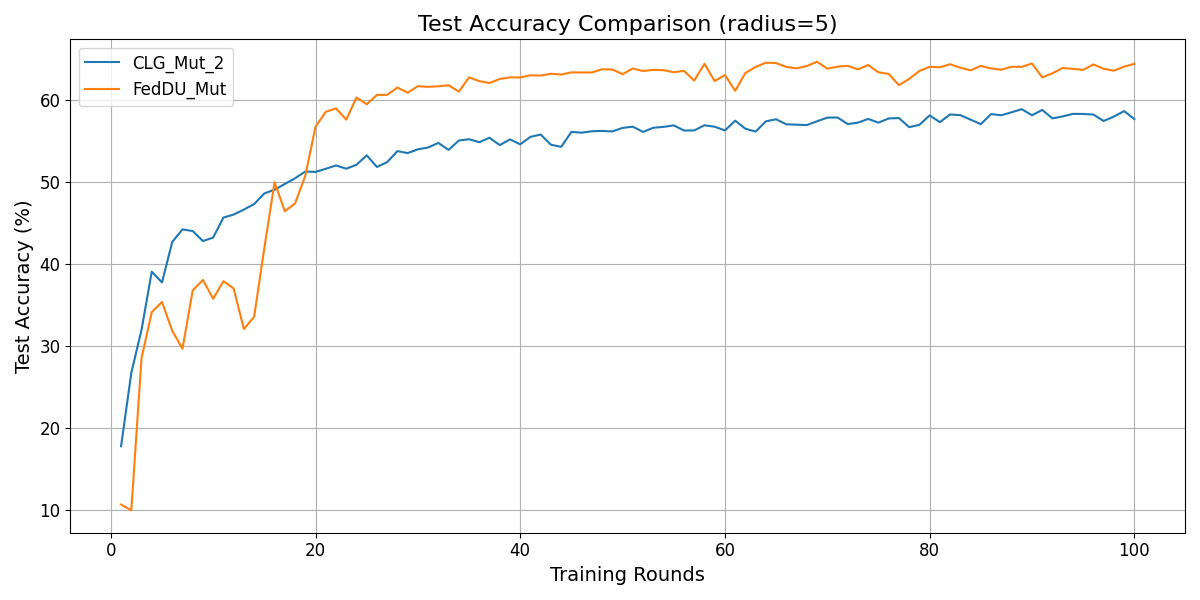 Test Accuracy Comparison (radius=5)
CLG_Mut_2
FedDU_Mut
Test Accuracy (%)
60
50
40
30
20
10
0 20 40 60 80 100
Training Rounds